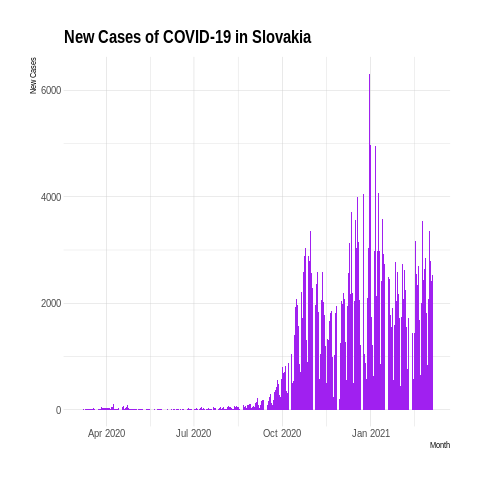 New Cases of COVID-19 in Slovakia
New Cases
6000
4000
2000
0
Apr 2020 Jul 2020 Oct 2020 Jan 2021
Month